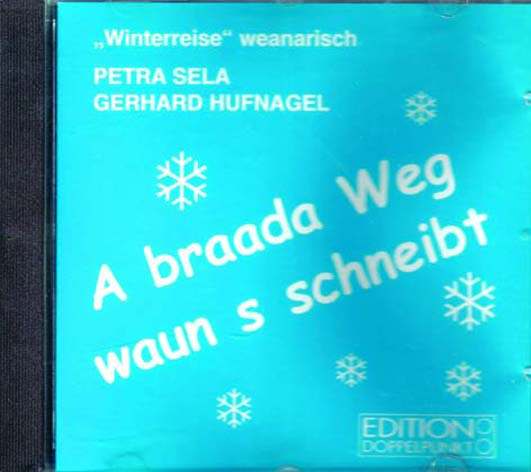 „Winterreise“ weanarisch
PETRA SELA
GERHARD HUFNAGEL
A braada Weg
waun s schneibt
EDITION
DOPPELPUNKT